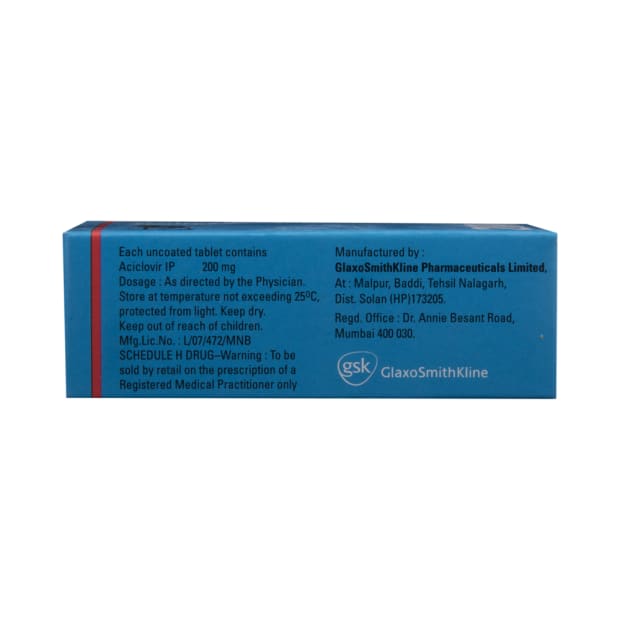 Each uncoated tablet contains
Aciclovir IP 200 mg
Dosage : As directed by the Physician.
Store at temperature not exceeding 25ºC,
protected from light. Keep dry.
Keep out of reach of children.
Mfg.Lic.No. : L/07/472/MNB
SCHEDULE H DRUG–Warning : To be
sold by retail on the prescription of a
Registered Medical Practitioner only
Manufactured by :
GlaxoSmithKline Pharmaceuticals Limited,
At : Malpur, Baddi, Tehsil Nalagarh,
Dist. Solan (HP)173205.
Regd. Office : Dr. Annie Besant Road,
Mumbai 400 030.
gsk GlaxoSmithKline